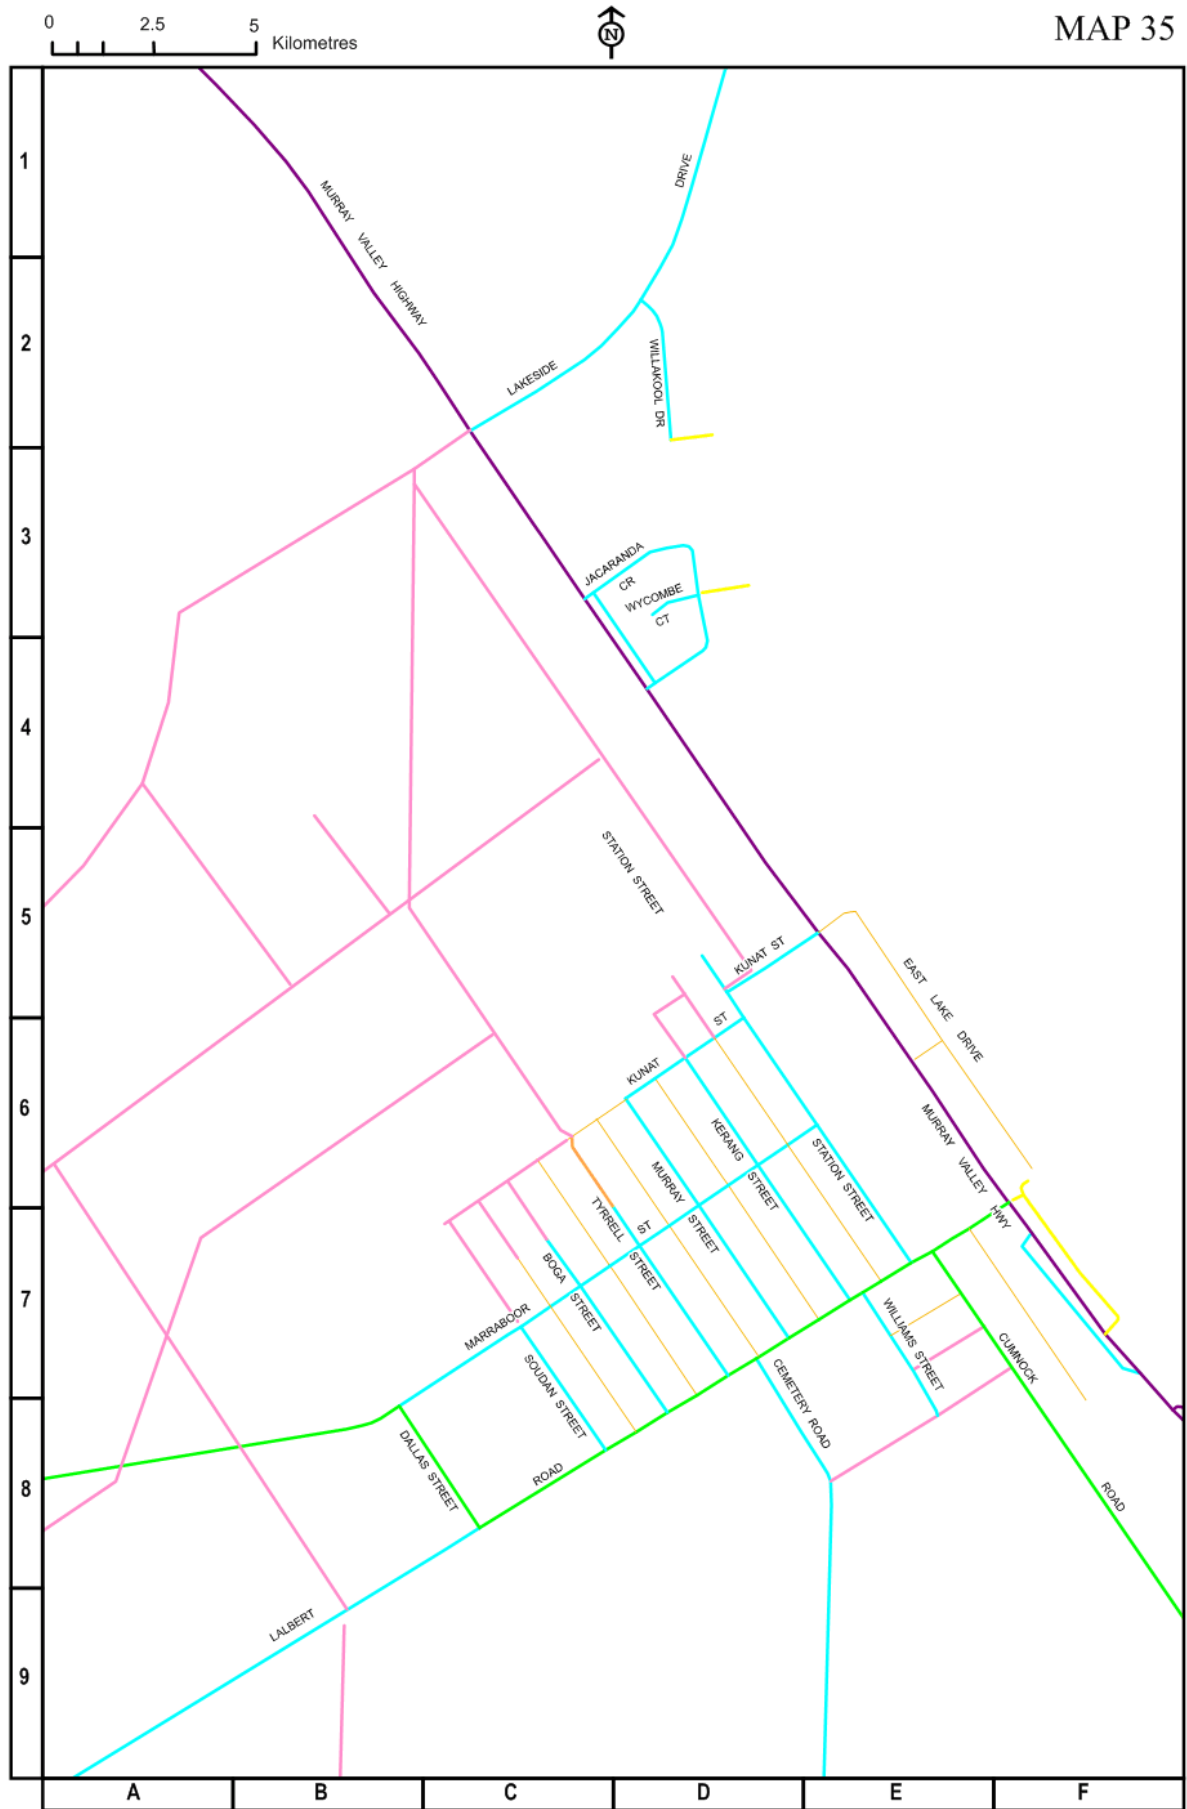 0 2.5 5 Kilometres
N
MAP 35
1
DRIVE
MURRAY VALLEY HIGHWAY
2
WILLAKOOL DR
LAKESIDE
3
JACARANDA
CR
WYCOMBE
CT
4
STATION STREET
5
KUNAT ST
EAST LAKE DRIVE
KUNAT ST
6
MURRAY VALLEY HWY
KERANG STREET
STATION STREET
MURRAY STREET
TYRRELL STREET
ST
BOGA STREET
7
MARRABOOR
WILLIAMS STREET
CUMNOCK
SOUDAN STREET
CEMETERY ROAD
DALLAS STREET
ROAD
8
ROAD
LALBERT
9
A B C D E F